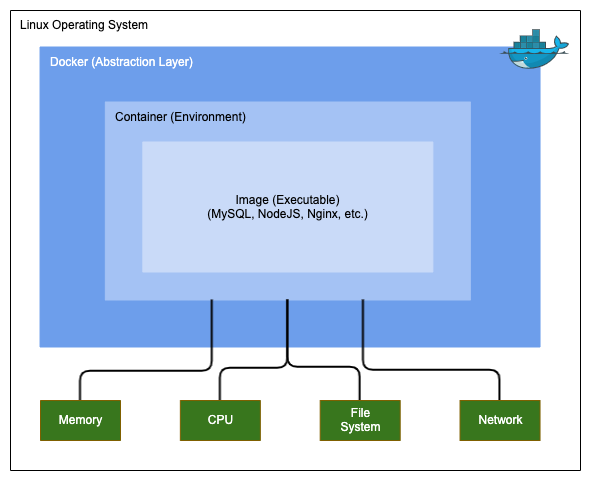 Linux Operating System
Docker (Abstraction Layer)
Container (Environment)
Image (Executable)
(MySQL, NodeJS, Nginx, etc.)
Memory
CPU
File
System
Network